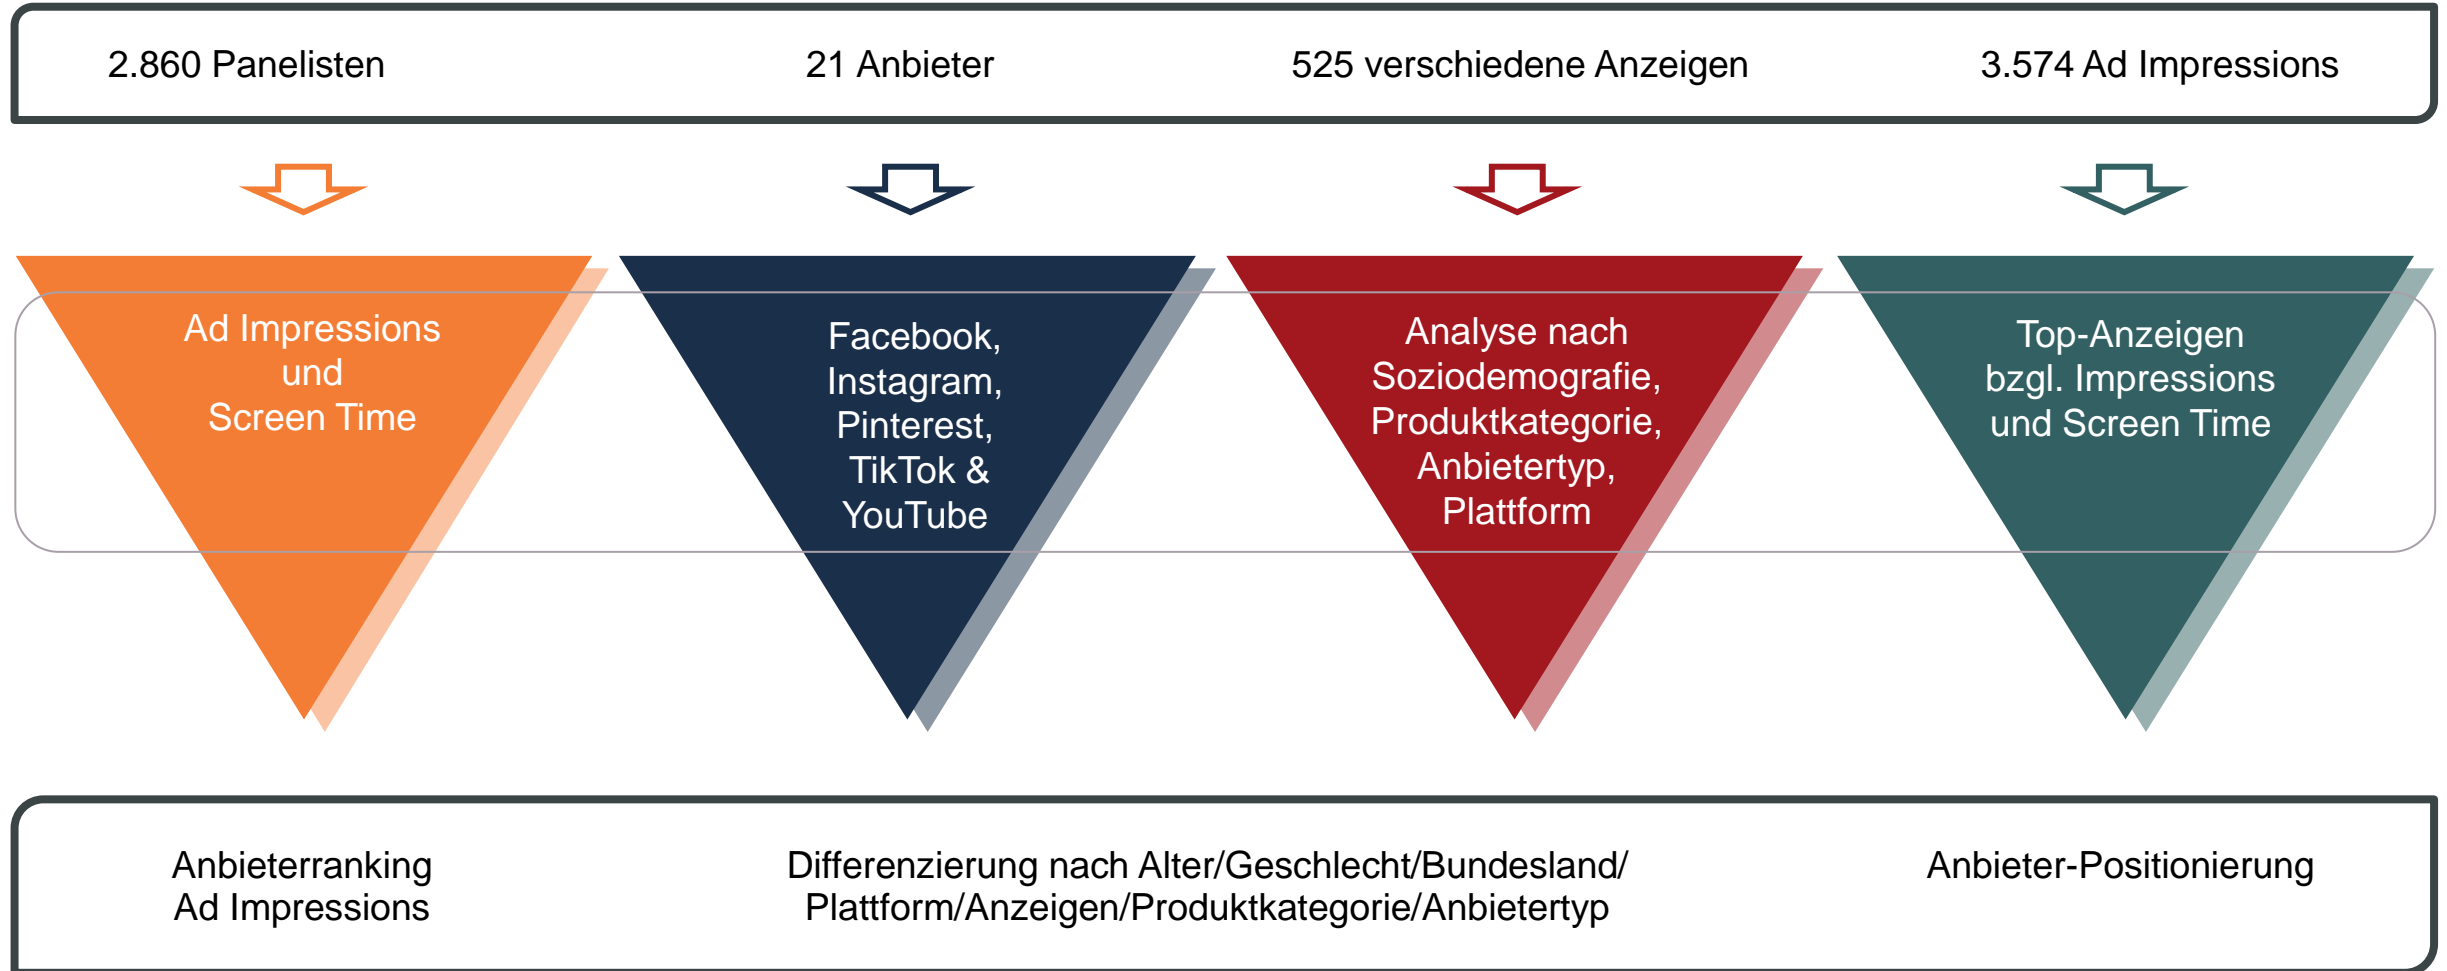 2.860 Panelisten
21 Anbieter
525 verschiedene Anzeigen
3.574 Ad Impressions
Ad Impressions
und
Screen Time
Facebook,
Instagram,
Pinterest,
TikTok &
YouTube
Analyse nach
Soziodemografie,
Produktkategorie,
Anbietertyp,
Plattform
Top-Anzeigen
bzgl. Impressions
und Screen Time
Anbieterranking
Ad Impressions
Differenzierung nach Alter/Geschlecht/Bundesland/
Plattform/Anzeigen/Produktkategorie/Anbietertyp
Anbieter-Positionierung